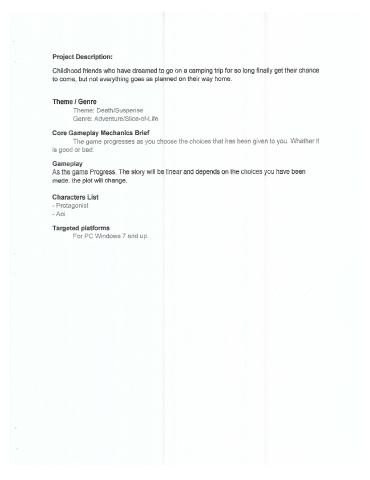 Project Description:
Childhood friends who have dreamed to go on a camping trip for so long finally get their chance
to come, but not everything goes as planned on their way home.
Theme / Genre
Theme: Death/Suspense
Genre: Adventure/Slice-of-Life
Core Gameplay Mechanics Brief
The game progresses as you choose the choices that has been given to you. Whether it
is good or bad.
Gameplay
As the game Progress. The story will be linear and depends on the choices you have been
made, the plot will change.
Characters List
- Protagonist
- Aoi
Targeted platforms
For PC Windows 7 and up.